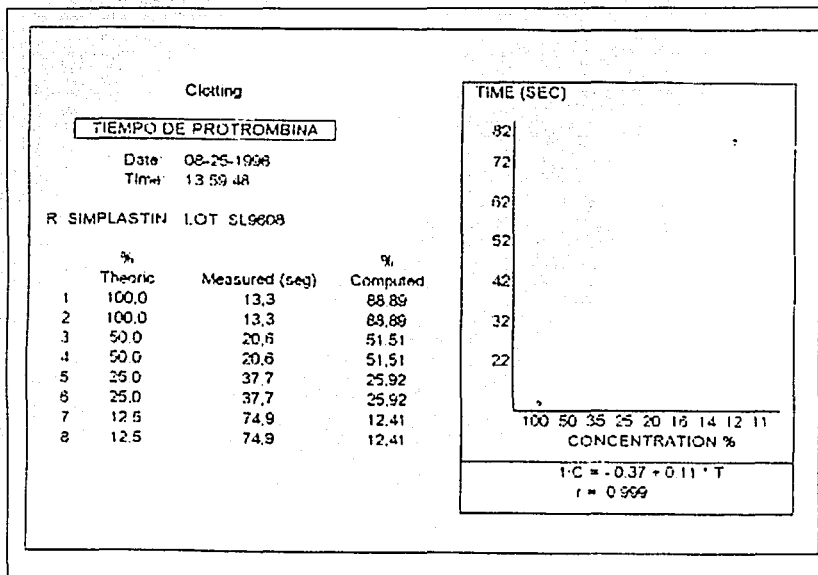 Clotting
TIEMPO DE PROTROMBINA
Date: 08-25-1996
Time: 13:59:48
R SIMPLASTIN LOT SL9608
% Theoric Measured (seg) % Computed
1 100,0 13,3 88,89
2 100,0 13,3 88,89
3 50,0 20,6 51,51
4 50,0 20,6 51,51
5 25,0 37,7 25,92
6 25,0 37,7 25,92
7 12,5 74,9 12,41
8 12,5 74,9 12,41
TIME (SEC)
82
72
62
52
42
32
22
100 50 35 25 20 16 14 12 11
CONCENTRATION %
1/C = - 0.37 + 0.11 * T
r = 0.999